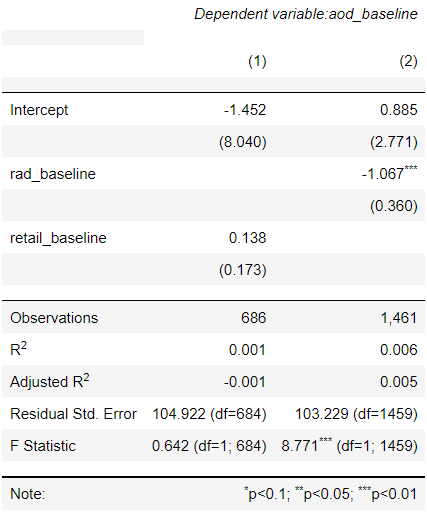 Dependent variable:aod_baseline
(1) (2)
Intercept -1.452 0.885
(8.040) (2.771)
rad_baseline -1.067***
(0.360)
retail_baseline 0.138
(0.173)
Observations 686 1,461
R2 0.001 0.006
Adjusted R2 -0.001 0.005
Residual Std. Error 104.922 (df=684) 103.229 (df=1459)
F Statistic 0.642 (df=1; 684) 8.771*** (df=1; 1459)
Note: *p<0.1; **p<0.05; ***p<0.01